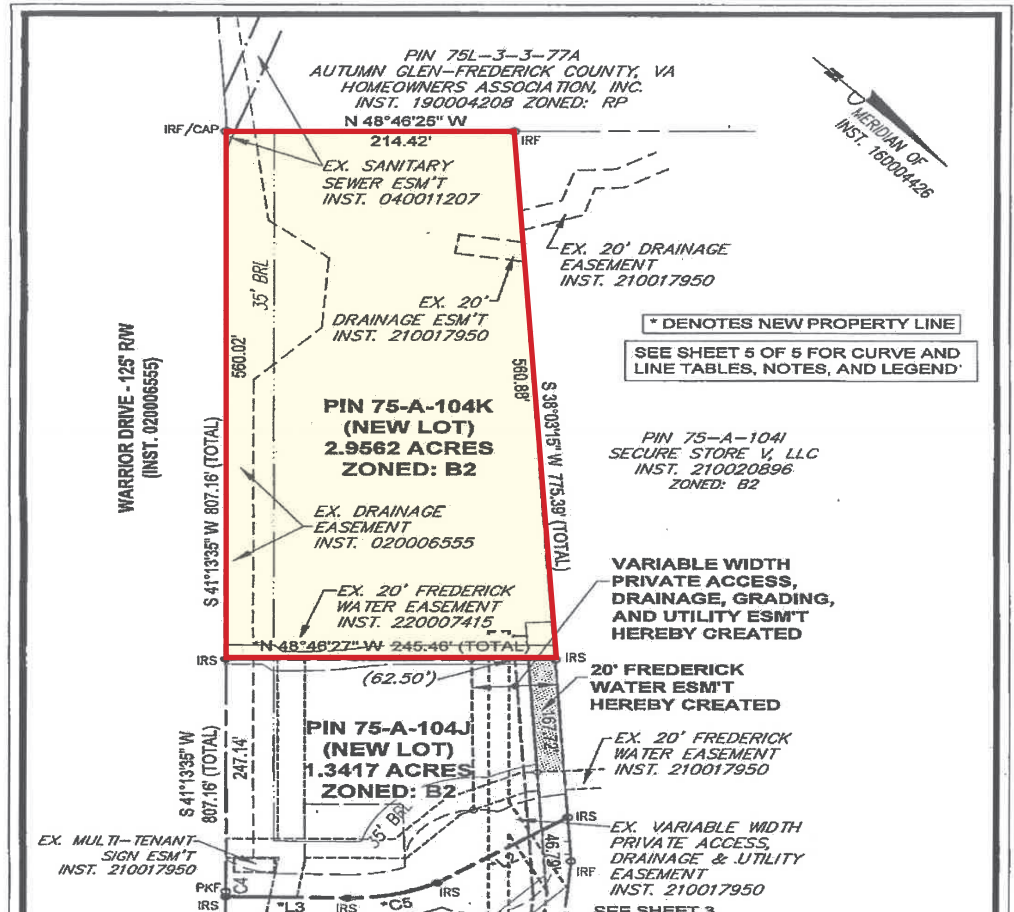 PIN 75L-3-3-77A
AUTUMN GLEN-FREDERICK COUNTY, VA
HOMEOWNERS ASSOCIATION, INC.
INST. 190004208 ZONED: RP
N 48°46'25" W
214.42'
IRF/CAP
IRF
N
MERIDIAN OF
INST. 160004426
EX. SANITARY
SEWER ESM'T
INST. 040011207
EX. 20' DRAINAGE
EASEMENT
INST. 210017950
35' BRL
EX. 20'
DRAINAGE ESM'T
INST. 210017950
* DENOTES NEW PROPERTY LINE
SEE SHEET 5 OF 5 FOR CURVE AND
LINE TABLES, NOTES, AND LEGEND
WARRIOR DRIVE - 125' R/W
(INST. 020006555)
560.02'
560.88'
S 41°13'35" W 807.16' (TOTAL)
S 38°03'15" W 775.39' (TOTAL)
PIN 75-A-104K
(NEW LOT)
2.9562 ACRES
ZONED: B2
PIN 75-A-104I
SECURE STORE V, LLC
INST. 210020896
ZONED: B2
EX. DRAINAGE
EASEMENT
INST. 020006555
VARIABLE WIDTH
PRIVATE ACCESS,
DRAINAGE, GRADING,
AND UTILITY ESM'T
HEREBY CREATED
EX. 20' FREDERICK
WATER EASEMENT
INST. 220007415
*N 48°46'27" W 245.46' (TOTAL)
IRS
IRS
(62.50')
20' FREDERICK
WATER ESM'T
HEREBY CREATED
167.72'
PIN 75-A-104J
(NEW LOT)
1.3417 ACRES
ZONED: B2
S 41°13'35" W
807.16' (TOTAL)
247.14'
EX. 20' FREDERICK
WATER EASEMENT
INST. 210017950
35' BRL
IRS
EX. MULTI-TENANT
SIGN ESM'T
INST. 210017950
EX. VARIABLE WIDTH
PRIVATE ACCESS,
DRAINAGE & UTILITY
EASEMENT
INST. 210017950
46.79'
*L2
IRF
PKF
C4
IRS
IRS
*L3
IRS
*C5
SEE SHEET 3